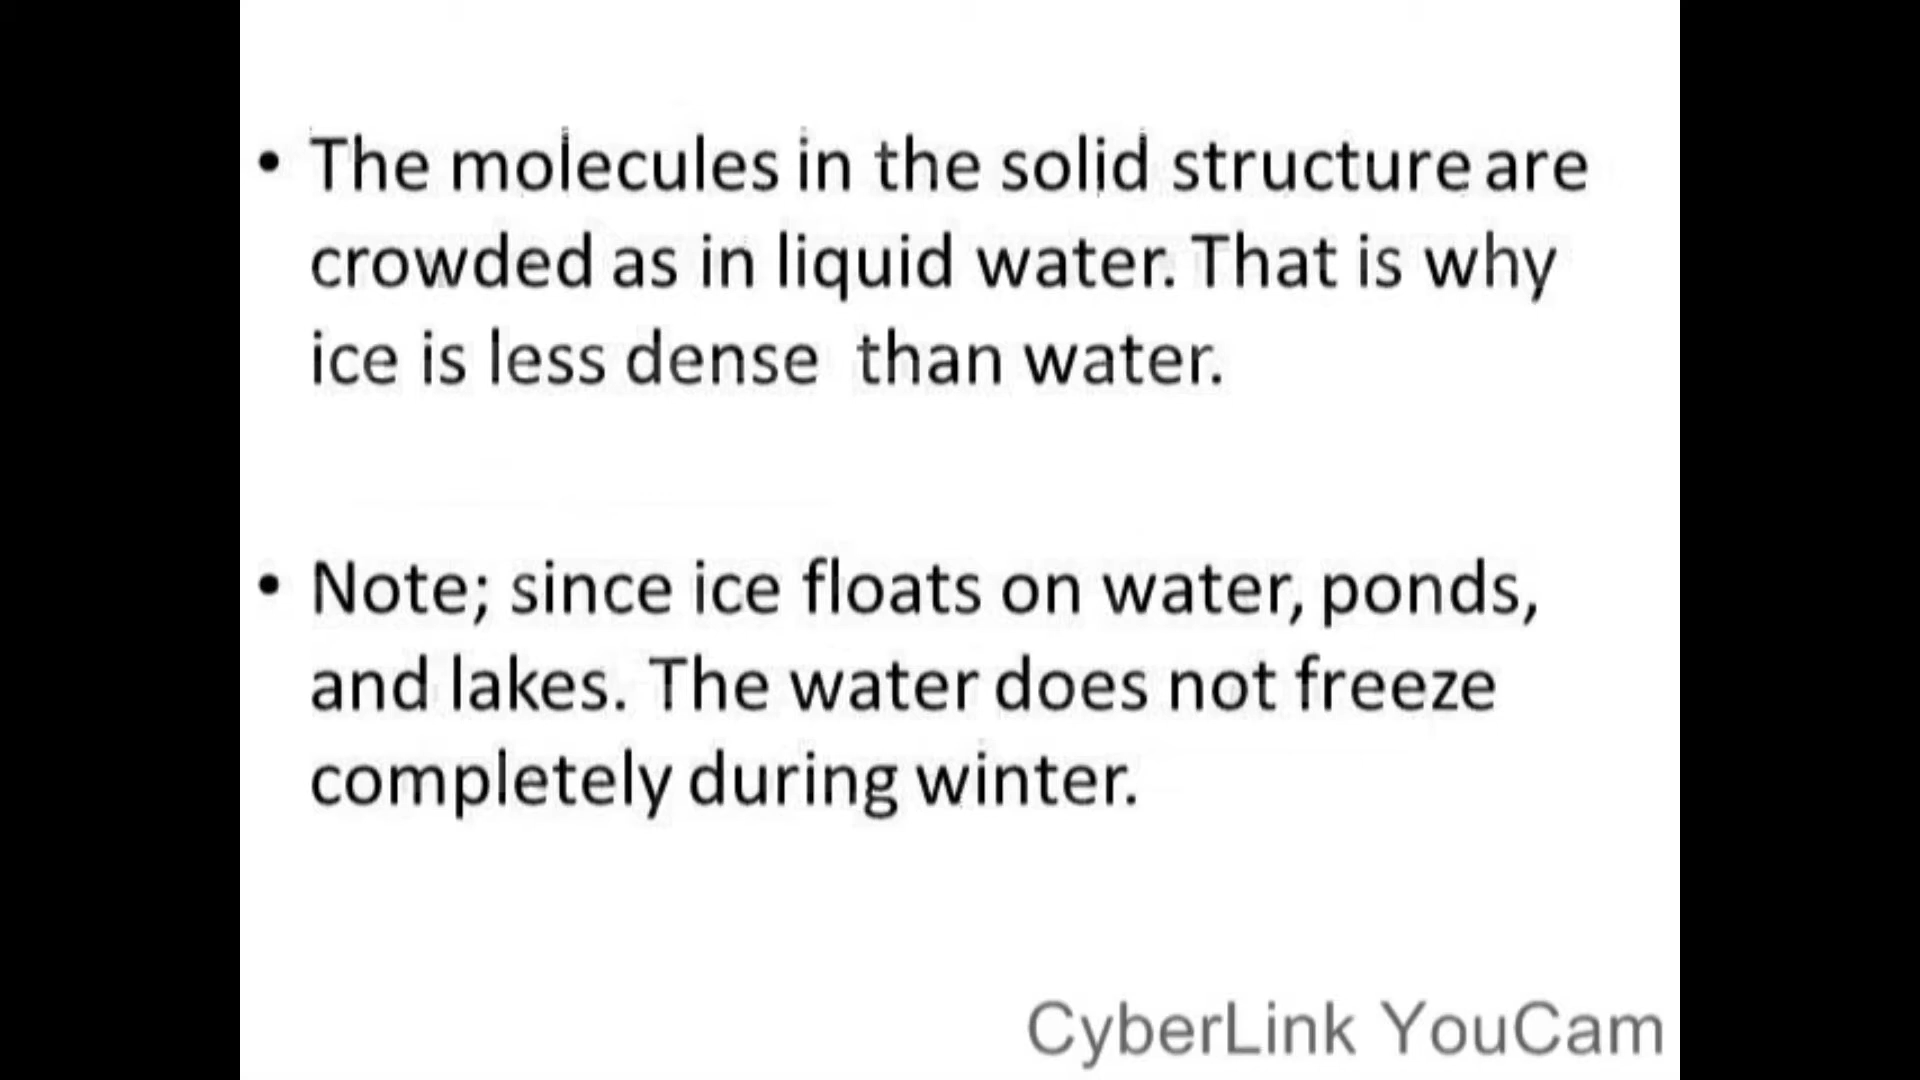 • The molecules in the solid structure are
crowded as in liquid water. That is why
ice is less dense than water.
• Note; since ice floats on water, ponds,
and lakes. The water does not freeze
completely during winter.
CyberLink YouCam